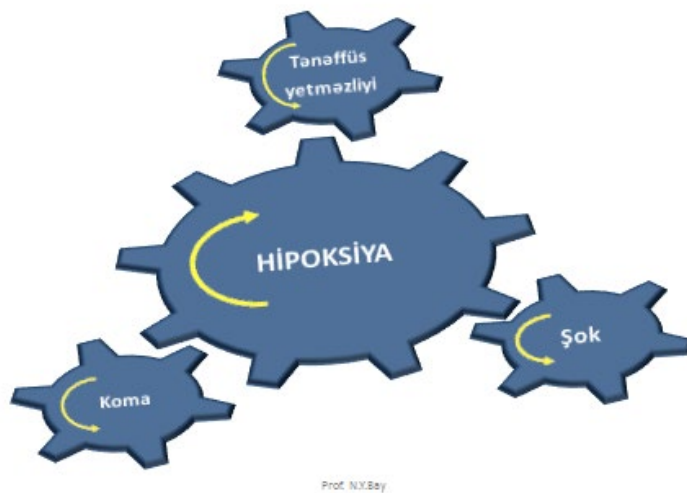 Tənəffüs
yetməzliyi
HİPOKSİYA
Şok
Koma
Prof. N.X.Bay